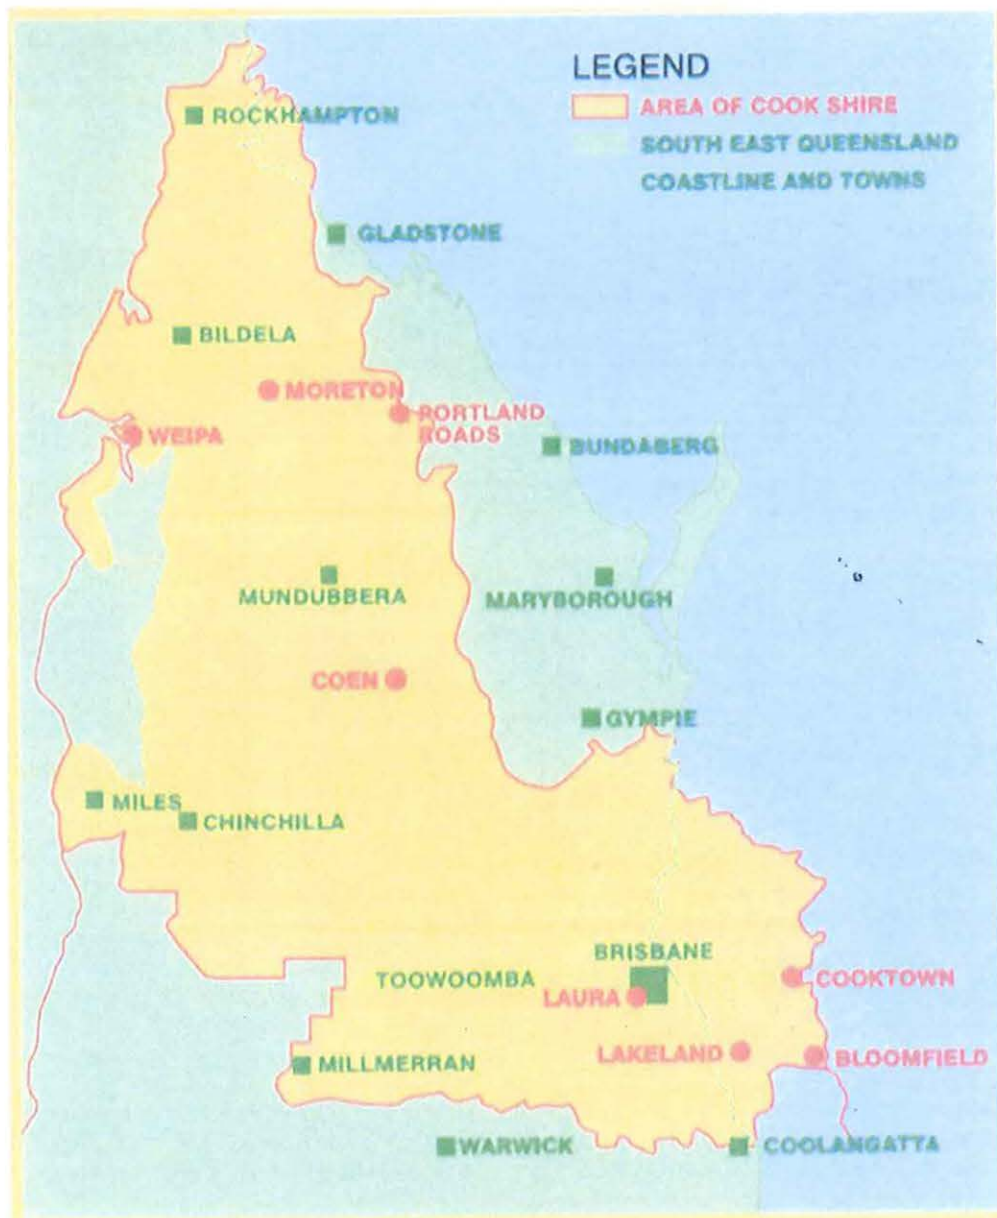 LEGEND
AREA OF COOK SHIRE
SOUTH EAST QUEENSLAND
COASTLINE AND TOWNS
ROCKHAMPTON
GLADSTONE
BILDELA
MORETON
PORTLAND
ROADS
WEIPA
BUNDABERG
MUNDUBBERA
MARYBOROUGH
COEN
GYMPIE
MILES
CHINCHILLA
BRISBANE
TOOWOOMBA
COOKTOWN
LAURA
LAKELAND
BLOOMFIELD
MILLMERRAN
WARWICK
COOLANGATTA